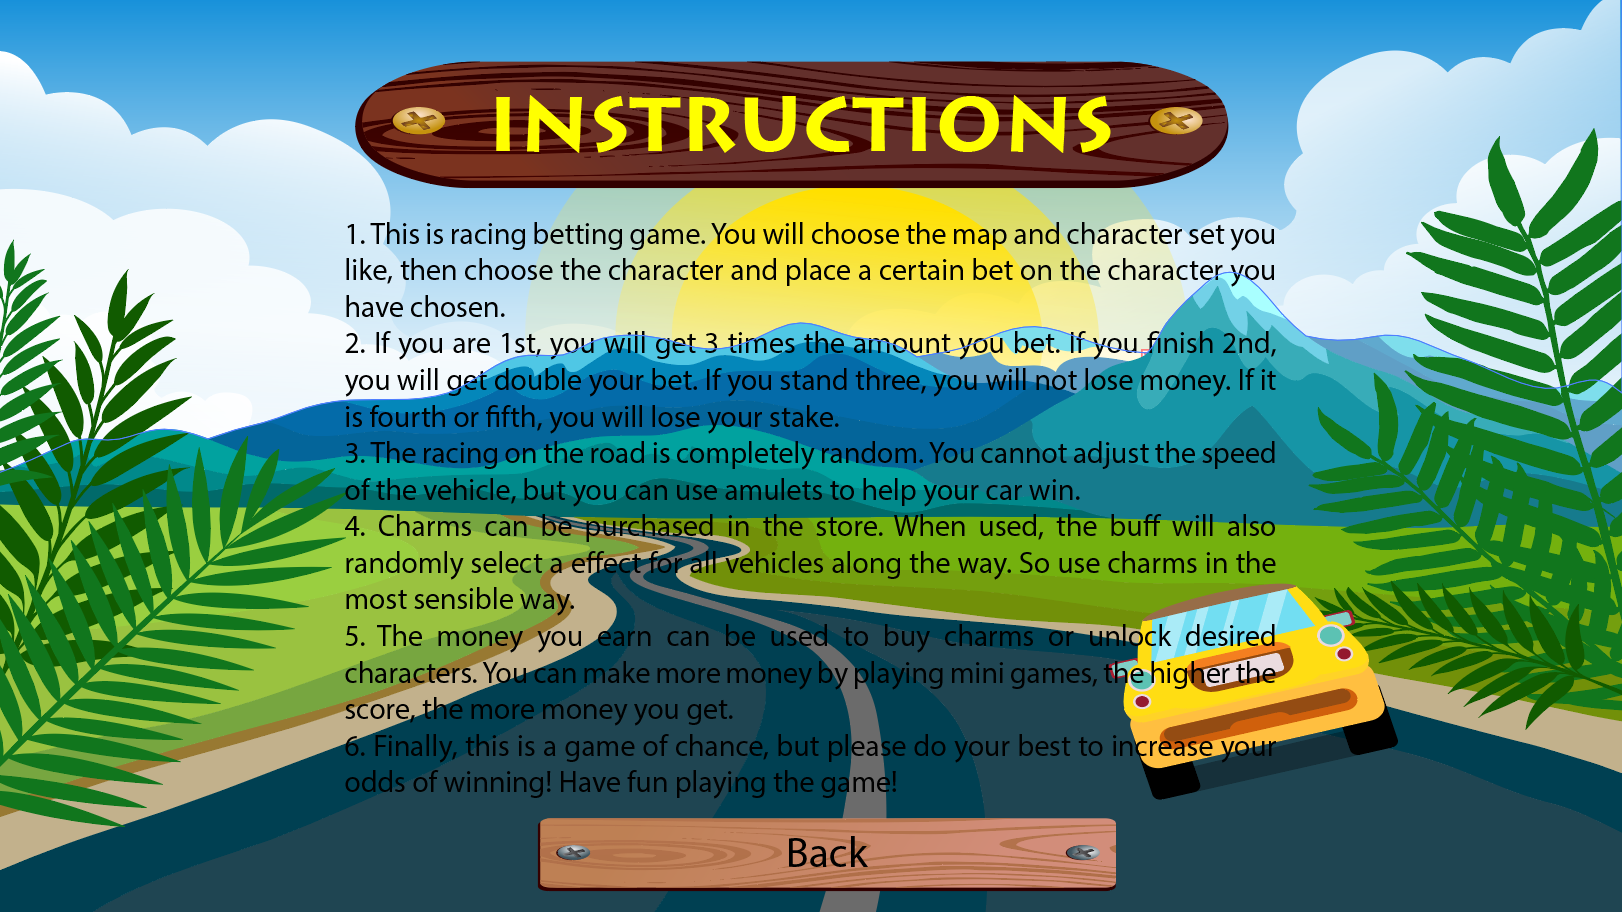 INSTRUCTIONS
1. This is racing betting game. You will choose the map and character set you
like, then choose the character and place a certain bet on the character you
have chosen.
2. If you are 1st, you will get 3 times the amount you bet. If you finish 2nd,
you will get double your bet. If you stand three, you will not lose money. If it
is fourth or fifth, you will lose your stake.
3. The racing on the road is completely random. You cannot adjust the speed
of the vehicle, but you can use amulets to help your car win.
4. Charms can be purchased in the store. When used, the buff will also
randomly select a effect for all vehicles along the way. So use charms in the
most sensible way.
5. The money you earn can be used to buy charms or unlock desired
characters. You can make more money by playing mini games, the higher the
score, the more money you get.
6. Finally, this is a game of chance, but please do your best to increase your
odds of winning! Have fun playing the game!
Back